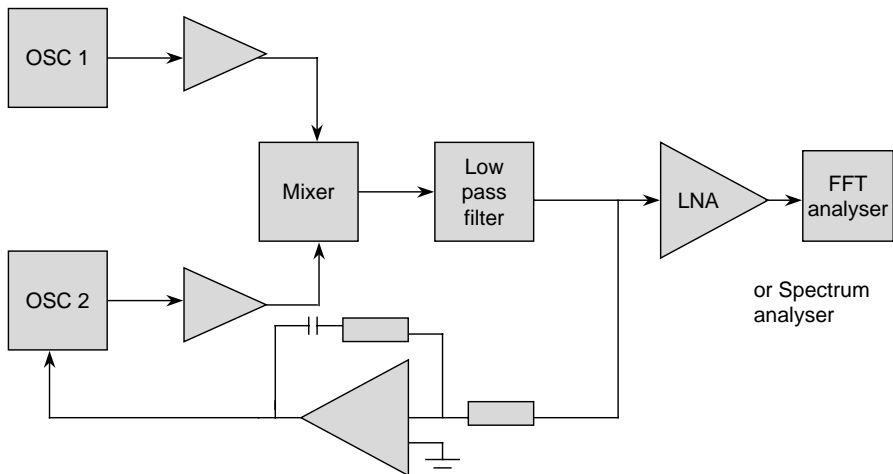 OSC 1
Mixer
Low
pass
filter
LNA
FFT
analyser
OSC 2
or Spectrum
analyser